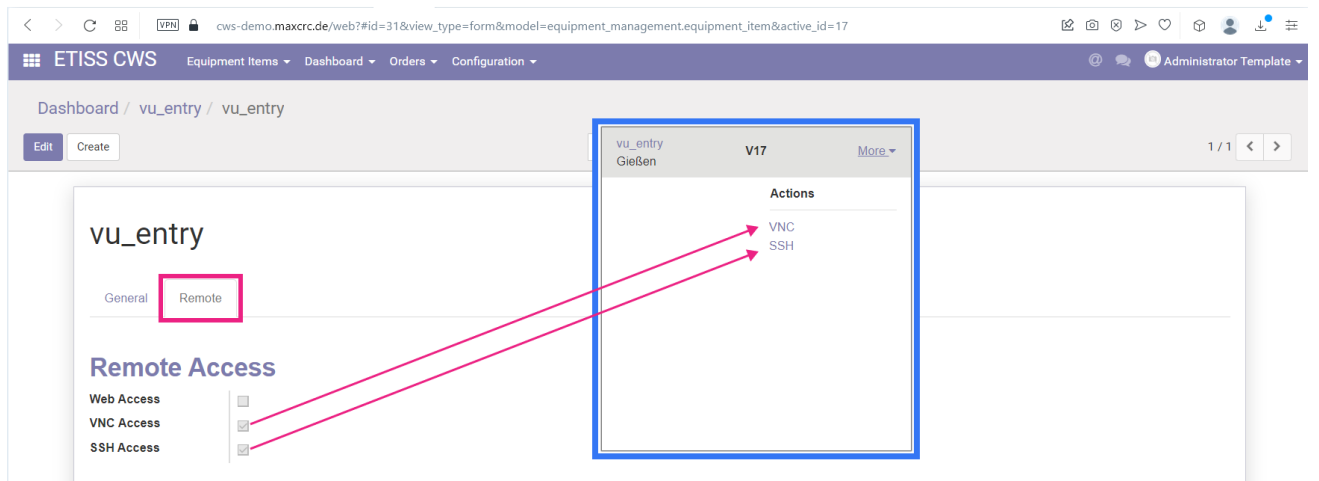 VPN cws-demo.maxcrc.de/web?#id=31&view_type=form&model=equipment_management.equipment_item&active_id=17
ETISS CWS Equipment Items Dashboard Orders Configuration @ Administrator Template
Dashboard / vu_entry / vu_entry
Edit Create 1 / 1
vu_entry
Gießen
V17 More
Actions
VNC
SSH
vu_entry
General Remote
Remote Access
Web Access
VNC Access
SSH Access